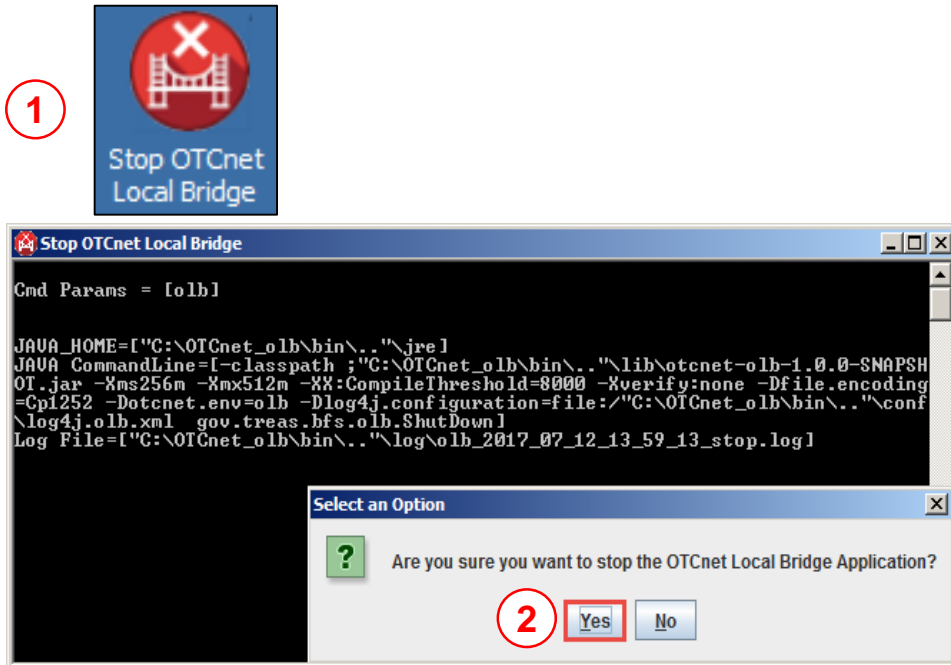 1
Stop OTCnet
Local Bridge
Stop OTCnet Local Bridge
Cmd Params = [olb]
JAVA_HOME=["C:\OTCnet_olb\bin\.."\jre]
JAVA CommandLine=[-classpath ;"C:\OTCnet_olb\bin\.."\lib\otcnet-olb-1.0.0-SNAPSH
OT.jar -Xms256m -Xmx512m -XX:CompileThreshold=8000 -Xverify:none -Dfile.encoding
=Cp1252 -Dotcnet.env=olb -Dlog4j.configuration=file:/"C:\OTCnet_olb\bin\.."\conf
\log4j.olb.xml  gov.treas.bfs.olb.ShutDown]
Log File=["C:\OTCnet_olb\bin\.."\log\olb_2017_07_12_13_59_13_stop.log]
Select an Option
?
Are you sure you want to stop the OTCnet Local Bridge Application?
2
Yes
No